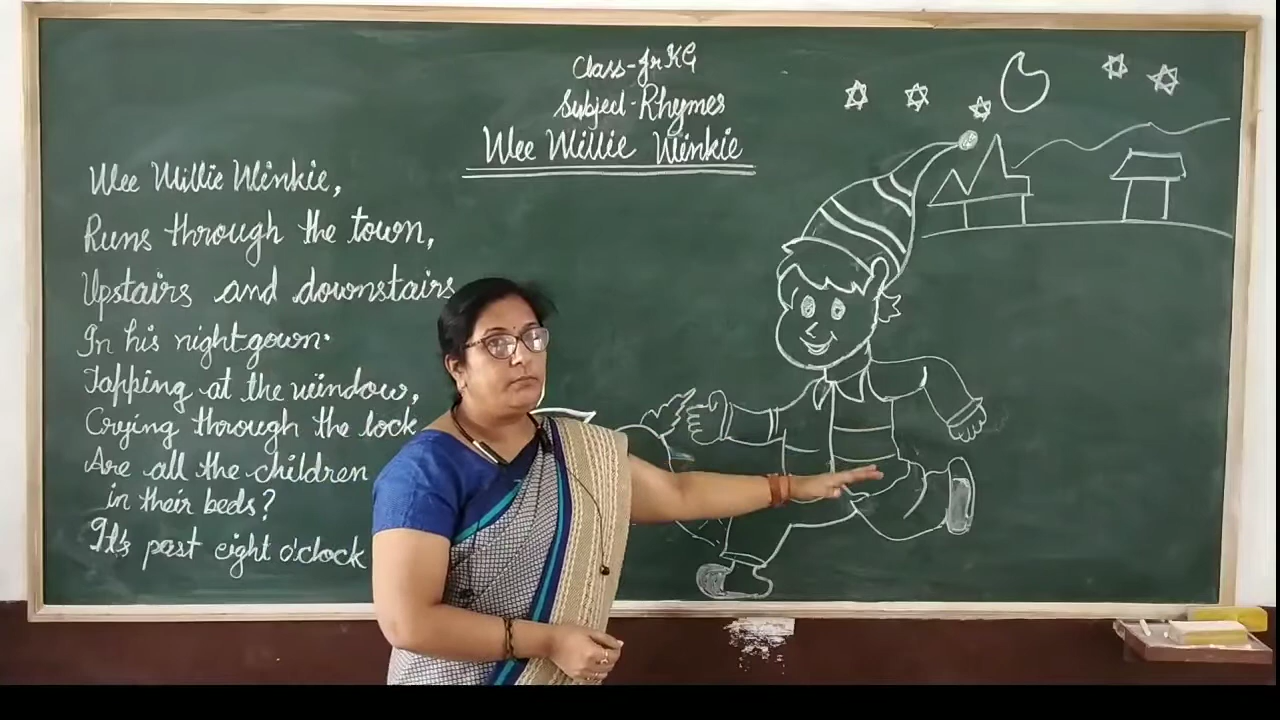 Class-Jr KG
Subject-Rhymes
Wee Willie Winkie
Wee Willie Winkie,
Runs through the town,
Upstairs and downstairs
In his nightgown.
Tapping at the window,
Crying through the lock
Are all the children
in their beds?
It's past eight o'clock